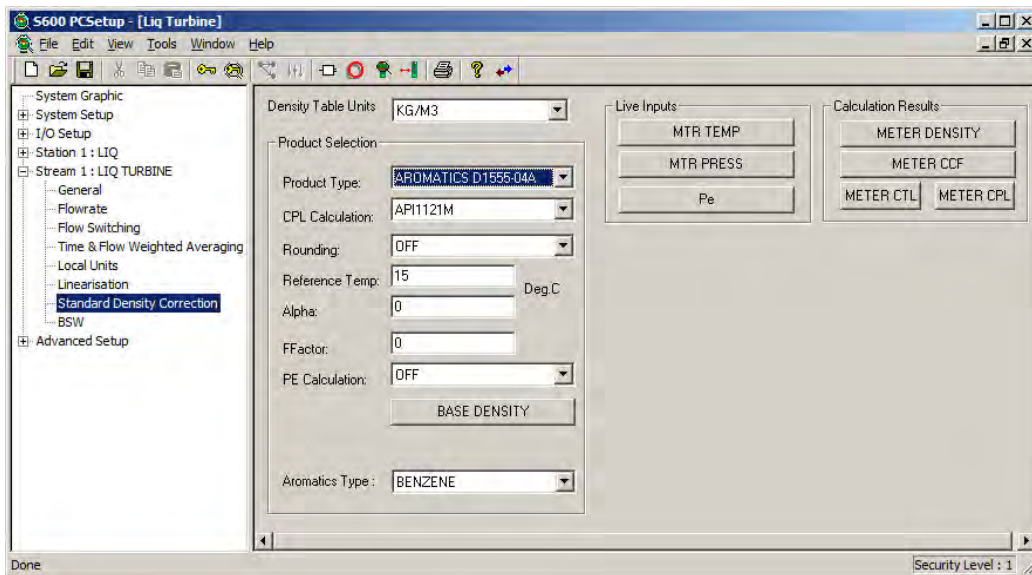 S600 PCSetup - [Liq Turbine]
File Edit View Tools Window Help
System Graphic
System Setup
I/O Setup
Station 1 : LIQ
Stream 1 : LIQ TURBINE
General
Flowrate
Flow Switching
Time & Flow Weighted Averaging
Local Units
Linearisation
Standard Density Correction
BSW
Advanced Setup
Density Table Units KG/M3
Product Selection
Product Type: AROMATICS D1555-04A
CPL Calculation: API1121M
Rounding: OFF
Reference Temp: 15 Deg.C
Alpha: 0
FFactor: 0
PE Calculation: OFF
BASE DENSITY
Aromatics Type : BENZENE
Live Inputs
MTR TEMP
MTR PRESS
Pe
Calculation Results
METER DENSITY
METER CCF
METER CTL METER CPL
Done Security Level : 1